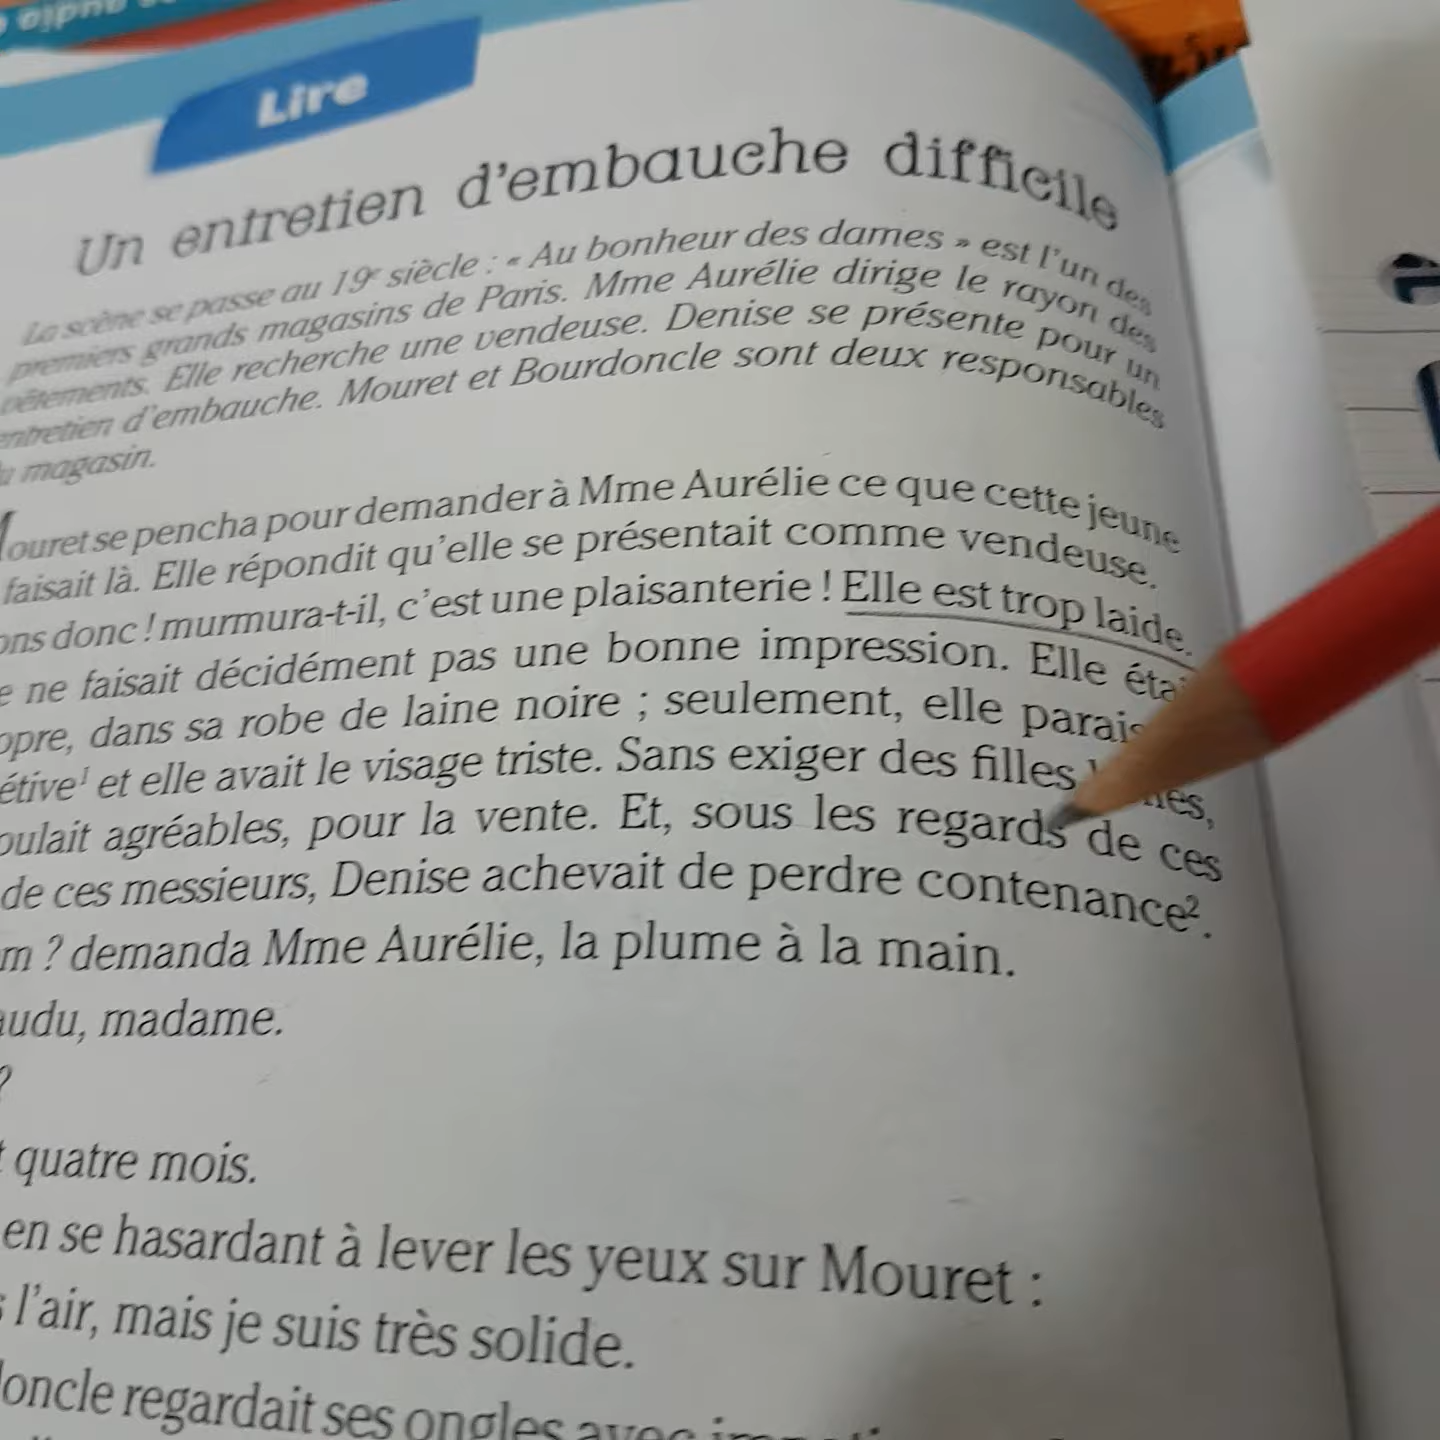 audio
Lire
Un entretien d'embauche difficile
La scène se passe au 19e siècle : « Au bonheur des dames » est l'un des
premiers grands magasins de Paris. Mme Aurélie dirige le rayon des
vêtements. Elle recherche une vendeuse. Denise se présente pour un
entretien d'embauche. Mouret et Bourdoncle sont deux responsables
u magasin.
Mouret se pencha pour demander à Mme Aurélie ce que cette jeune
faisait là. Elle répondit qu'elle se présentait comme vendeuse.
ons donc ! murmura-t-il, c'est une plaisanterie ! Elle est trop laide.
e ne faisait décidément pas une bonne impression. Elle étai
opre, dans sa robe de laine noire ; seulement, elle parais
étive1 et elle avait le visage triste. Sans exiger des filles
oulait agréables, pour la vente. Et, sous les regards de ces
de ces messieurs, Denise achevait de perdre contenance2.
m ? demanda Mme Aurélie, la plume à la main.
audu, madame.
?
t quatre mois.
en se hasardant à lever les yeux sur Mouret :
s l'air, mais je suis très solide.
doncle regardait ses ongles avec